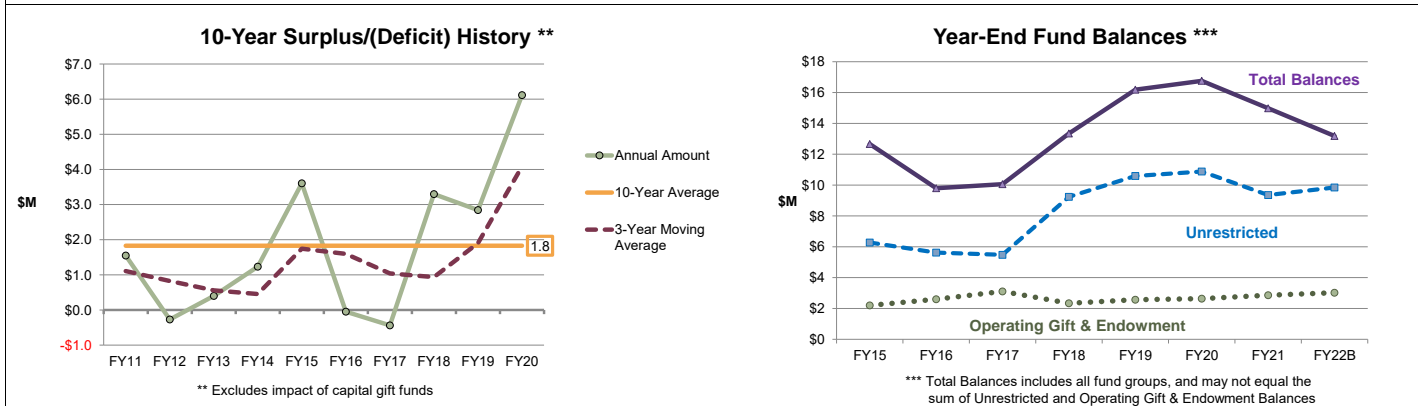 10-Year Surplus/(Deficit) History **
$7.0
$6.0
$5.0
$4.0
$3.0
$2.0
$1.0
$0.0
-$1.0
$M
1.8
FY11 FY12 FY13 FY14 FY15 FY16 FY17 FY18 FY19 FY20
Annual Amount
10-Year Average
3-Year Moving
Average
** Excludes impact of capital gift funds
Year-End Fund Balances ***
$18
$16
$14
$12
$10
$8
$6
$4
$2
$0
$M
Total Balances
Unrestricted
Operating Gift & Endowment
FY15 FY16 FY17 FY18 FY19 FY20 FY21 FY22B
*** Total Balances includes all fund groups, and may not equal the
sum of Unrestricted and Operating Gift & Endowment Balances